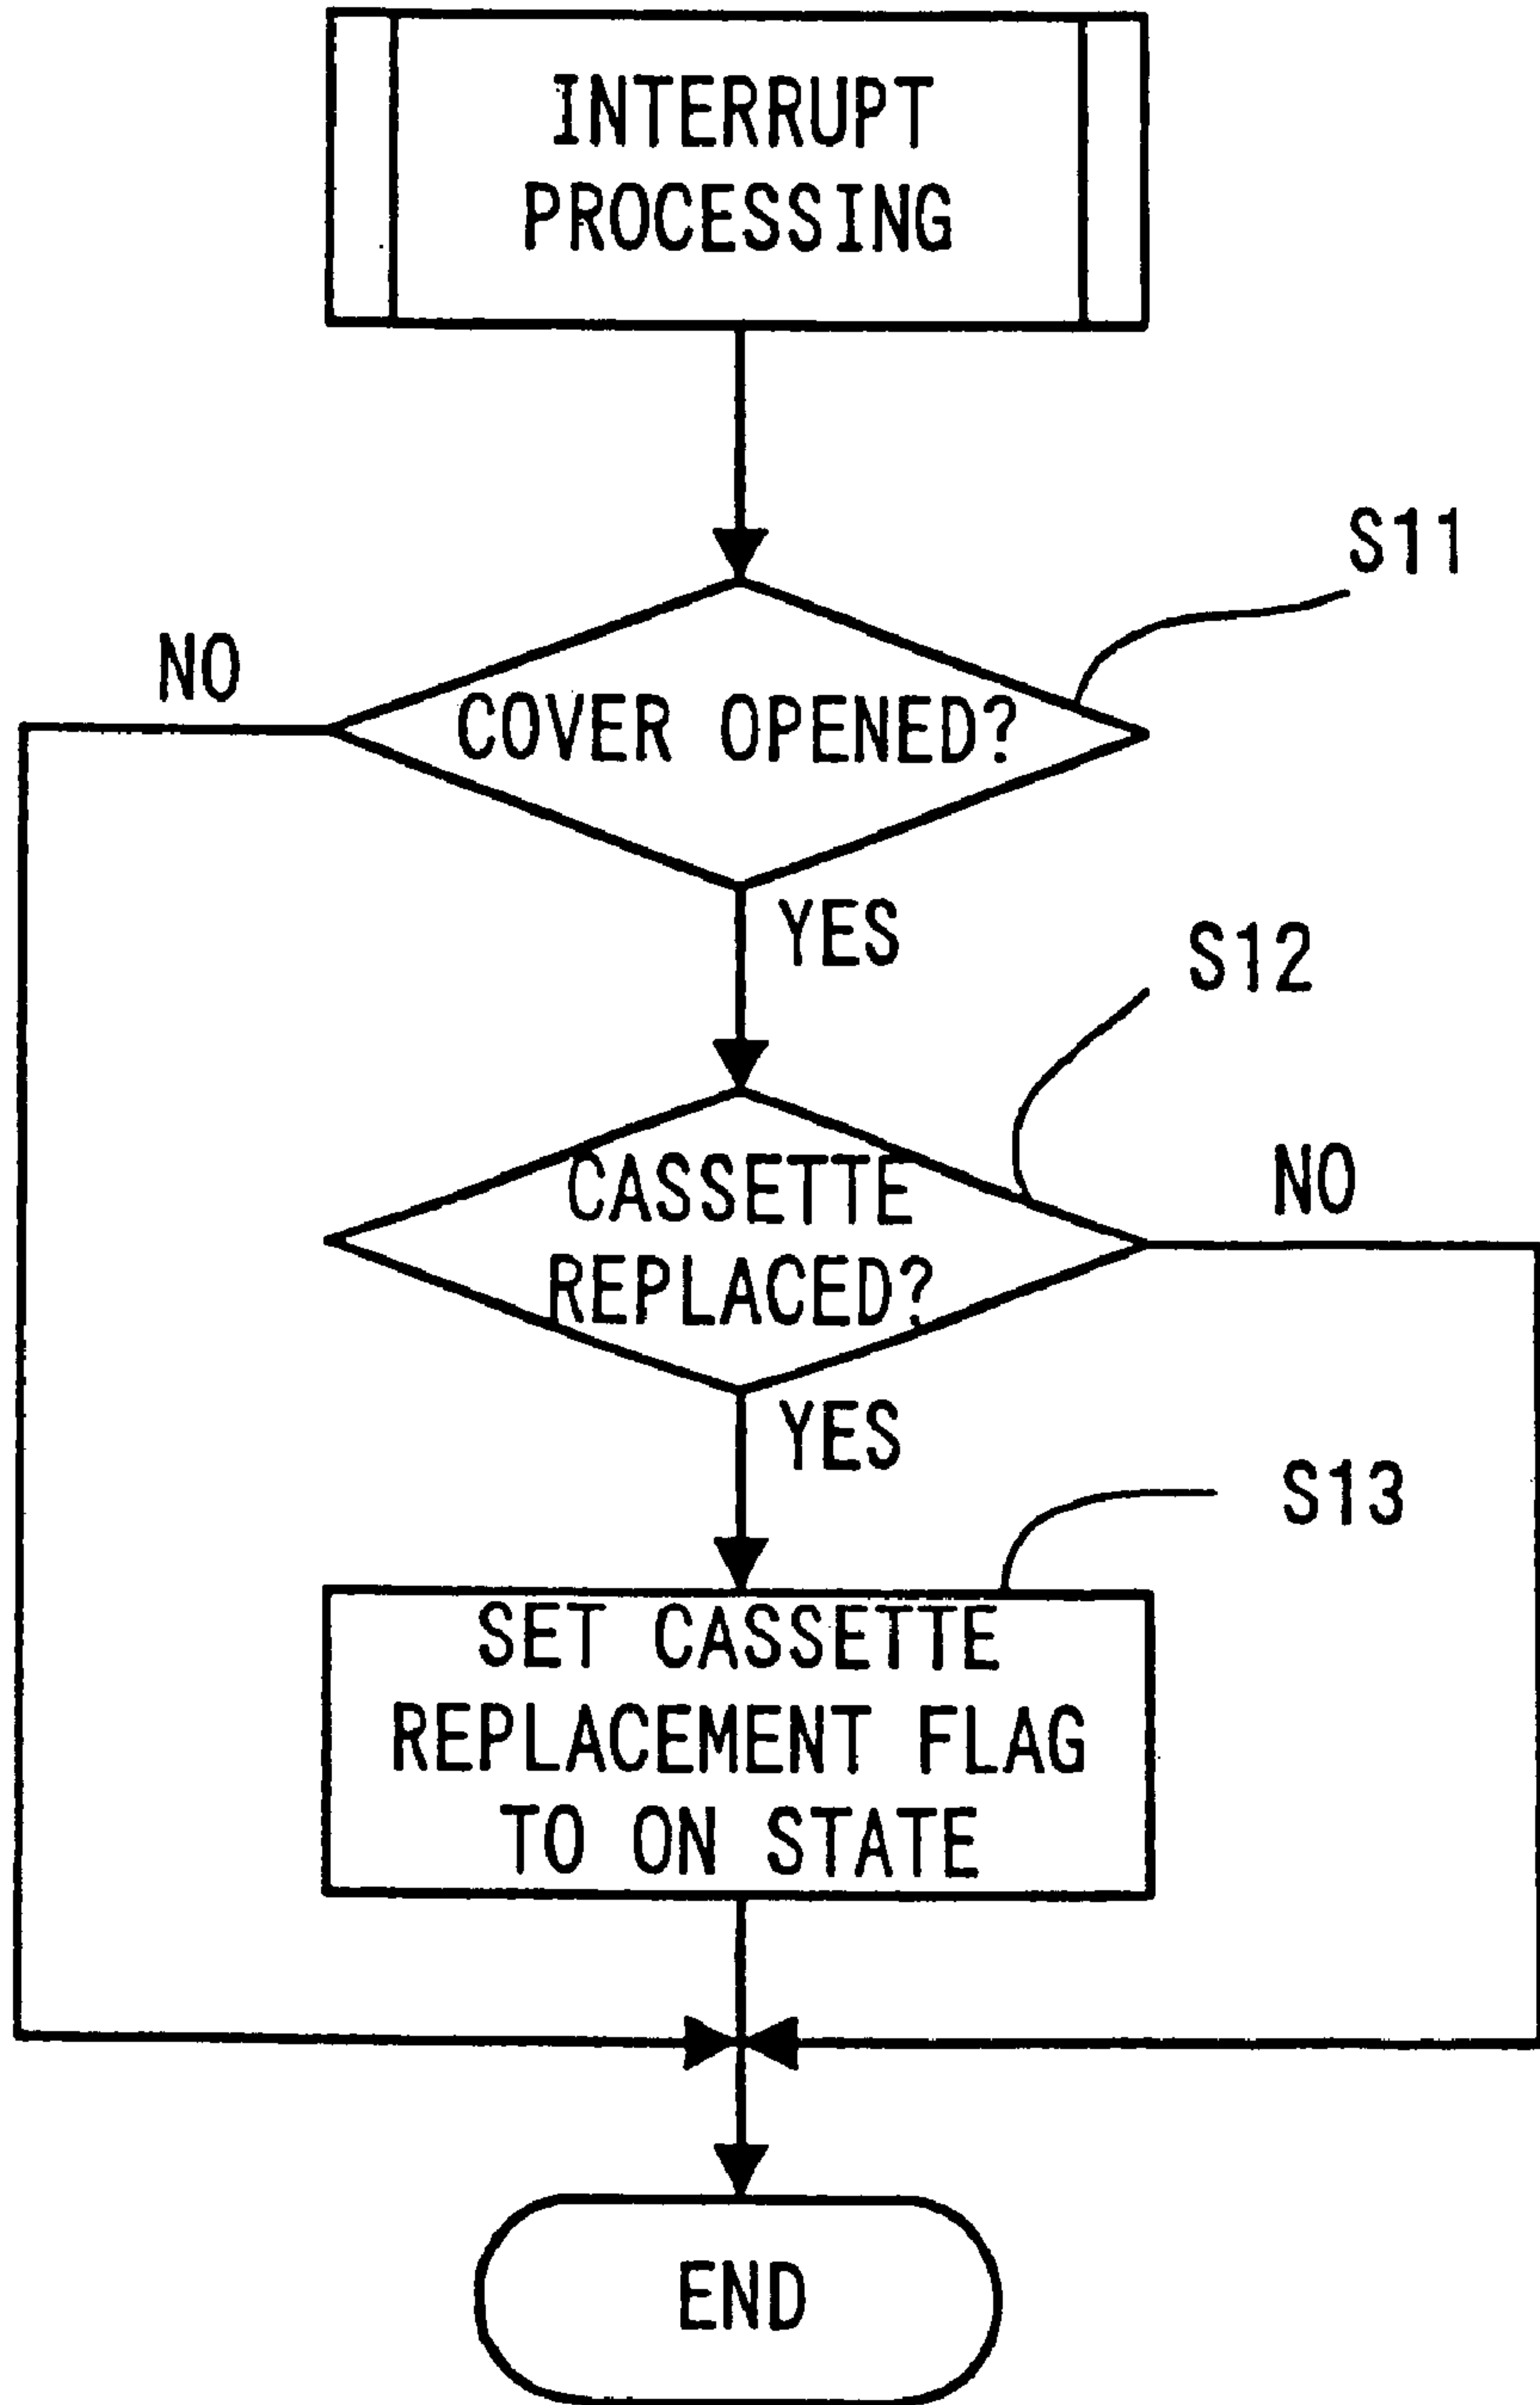 INTERRUPT
PROCESSING
S11
NO
COVER OPENED?
YES
S12
CASSETTE
REPLACED?
NO
YES
S13
SET CASSETTE
REPLACEMENT FLAG
TO ON STATE
END